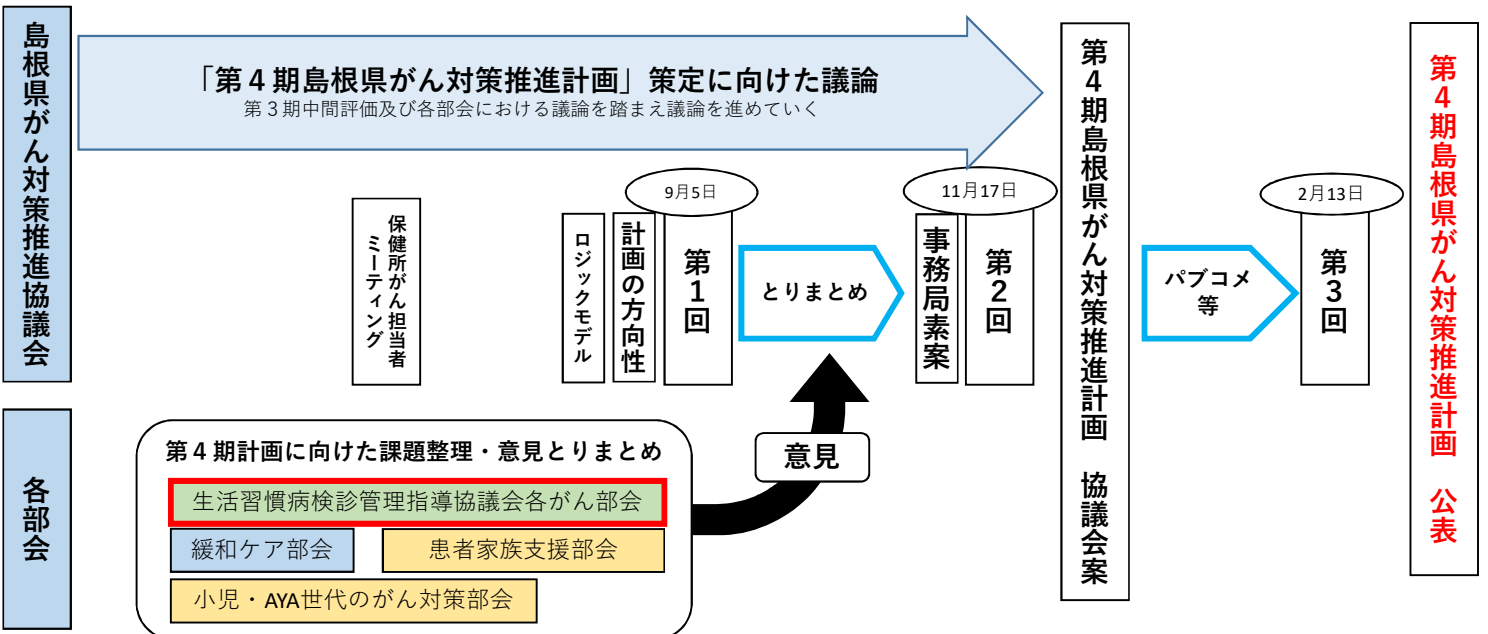 島根県がん対策推進協議会
「第4期島根県がん対策推進計画」策定に向けた議論
第3期中間評価及び各部会における議論を踏まえ議論を進めていく
保健所がん担当者
ミーティング
ロジックモデル
計画の方向性
9月5日
第1回
とりまとめ
事務局素案
11月17日
第2回
第4期島根県がん対策推進計画 協議会案
パブコメ
等
2月13日
第3回
第4期島根県がん対策推進計画 公表
各部会
第4期計画に向けた課題整理・意見とりまとめ
生活習慣病検診管理指導協議会各がん部会
緩和ケア部会
患者家族支援部会
小児・AYA世代のがん対策部会
意見